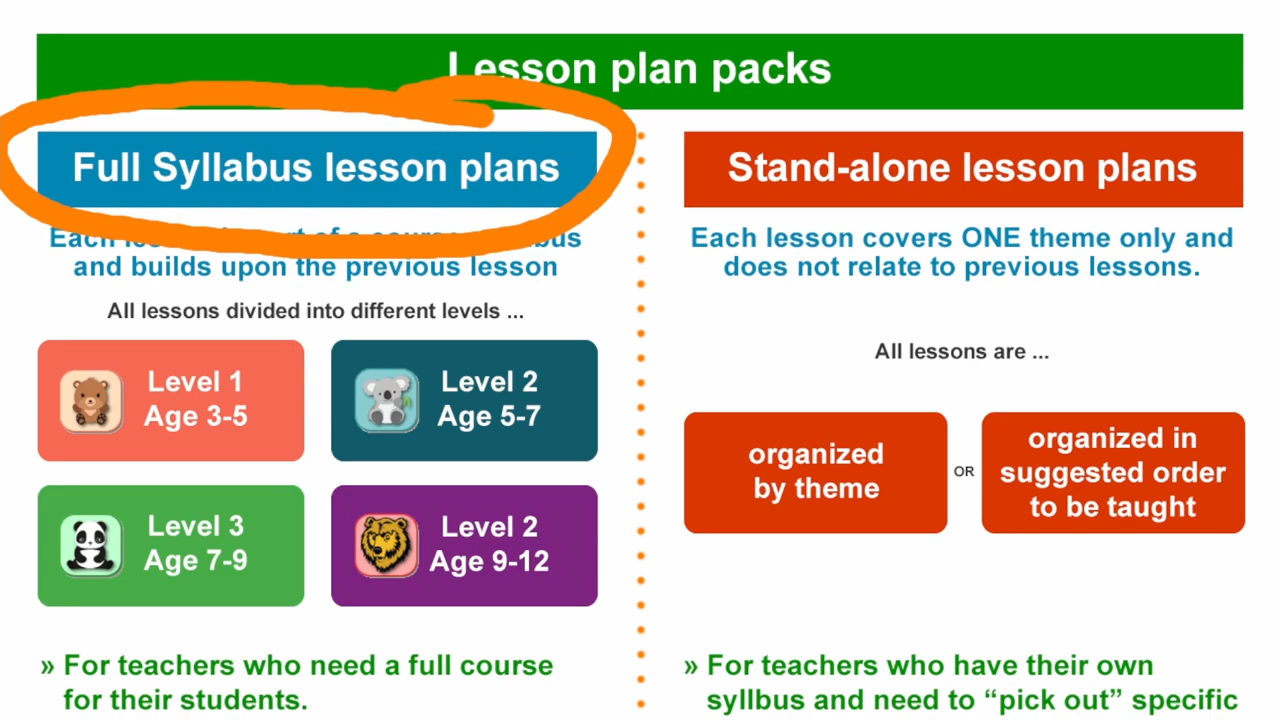 Lesson plan packs
Full Syllabus lesson plans
Each
and builds upon the previous lesson
All lessons divided into different levels ...
Level 1
Age 3-5
Level 2
Age 5-7
Level 3
Age 7-9
Level 2
Age 9-12
» For teachers who need a full course
for their students.
Stand-alone lesson plans
Each lesson covers ONE theme only and
does not relate to previous lessons.
All lessons are ...
organized
by theme
OR
organized in
suggested order
to be taught
» For teachers who have their own
syllbus and need to “pick out” specific